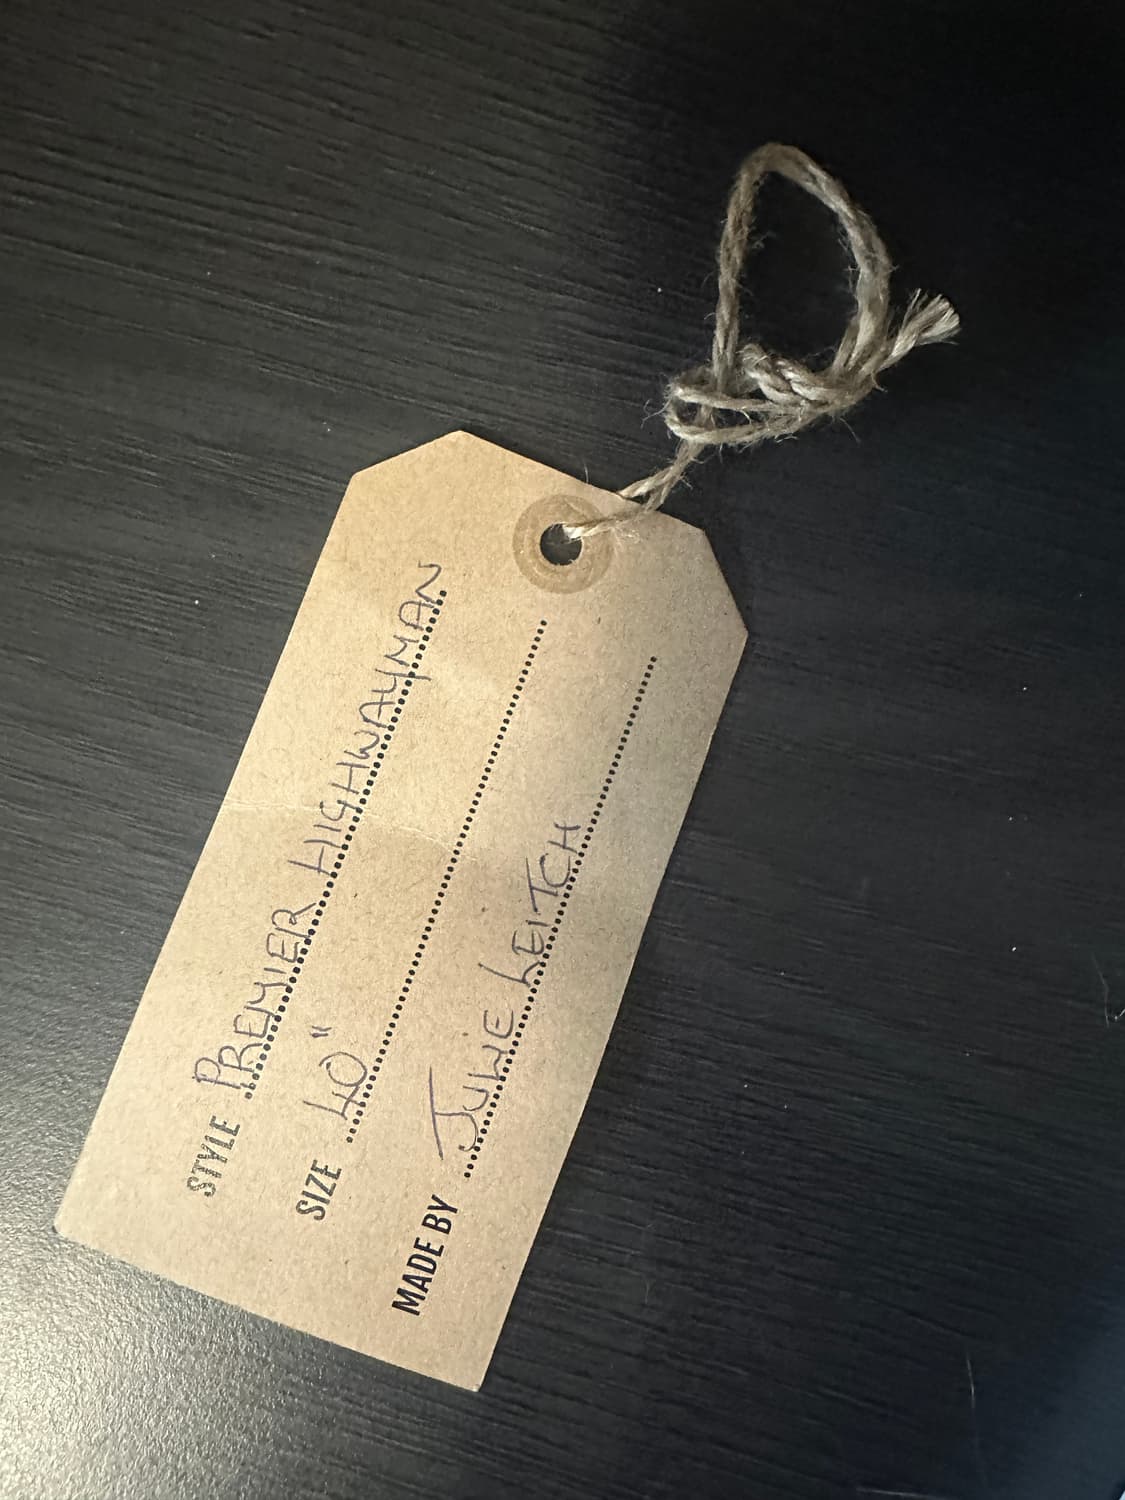 STYLE PREMIER HIGHWAYMAN
SIZE 40"
MADE BY JULIE LEITCH